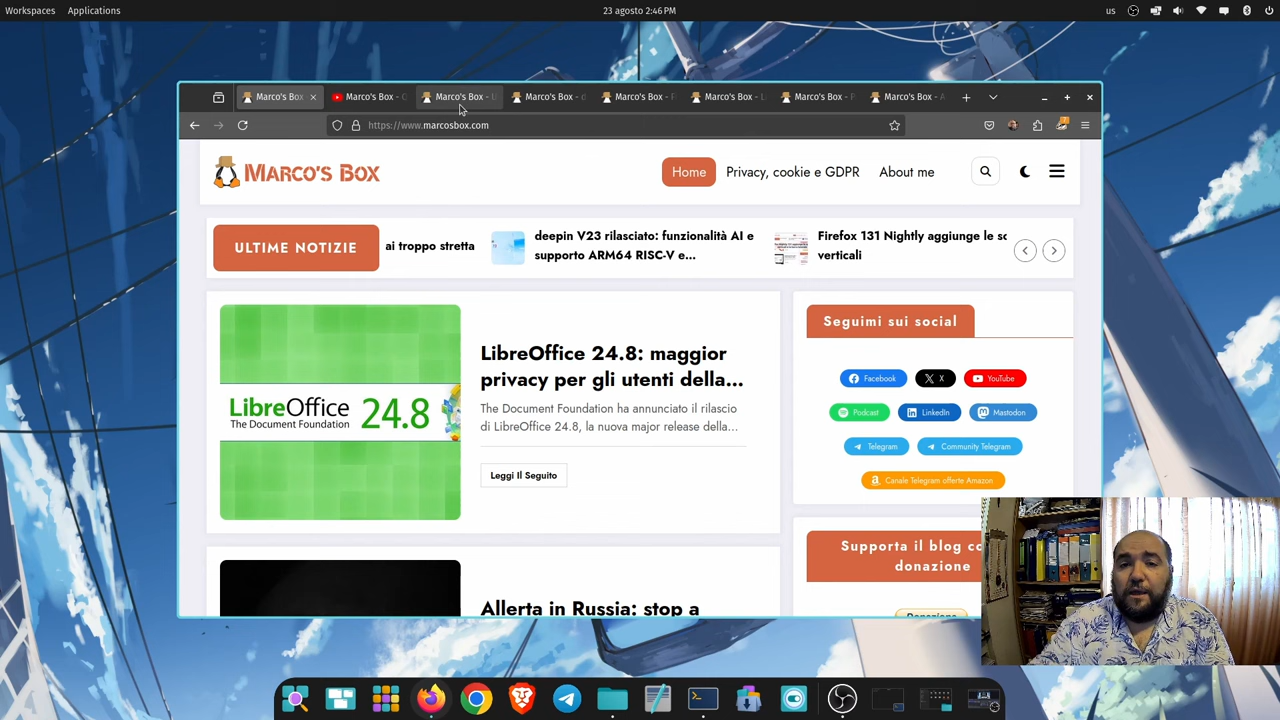 Workspaces
Applications
23 agosto 2:46 PM
us
Marco's Box
Marco's Box - 
Marco's Box - 
Marco's Box - d
Marco's Box - F
Marco's Box - L
Marco's Box - P
Marco's Box - A
https://www.marcosbox.com
MARCO'S BOX
Home
Privacy, cookie e GDPR
About me
ULTIME NOTIZIE
ai troppo stretta
deepin V23 rilasciato: funzionalità AI e
supporto ARM64 RISC-V e...
Firefox 131 Nightly aggiunge le sc
verticali
LibreOffice 24.8
The Document Foundation
LibreOffice 24.8: maggior
privacy per gli utenti della...
The Document Foundation ha annunciato il rilascio
di LibreOffice 24.8, la nuova major release della...
Leggi Il Seguito
Seguimi sui social
Facebook
X
YouTube
Podcast
LinkedIn
Mastodon
Telegram
Community Telegram
Canale Telegram offerte Amazon
Supporta il blog co
donazione
Donazione
Allerta in Russia: stop a